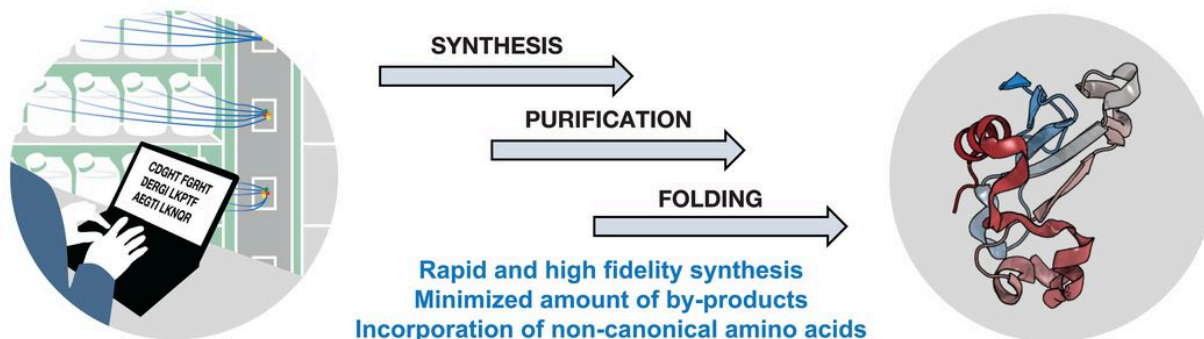 CDGHT FGRHT
DERGI LKPTF
AEGTI LKNQR
SYNTHESIS
PURIFICATION
FOLDING
Rapid and high fidelity synthesis
Minimized amount of by-products
Incorporation of non-canonical amino acids